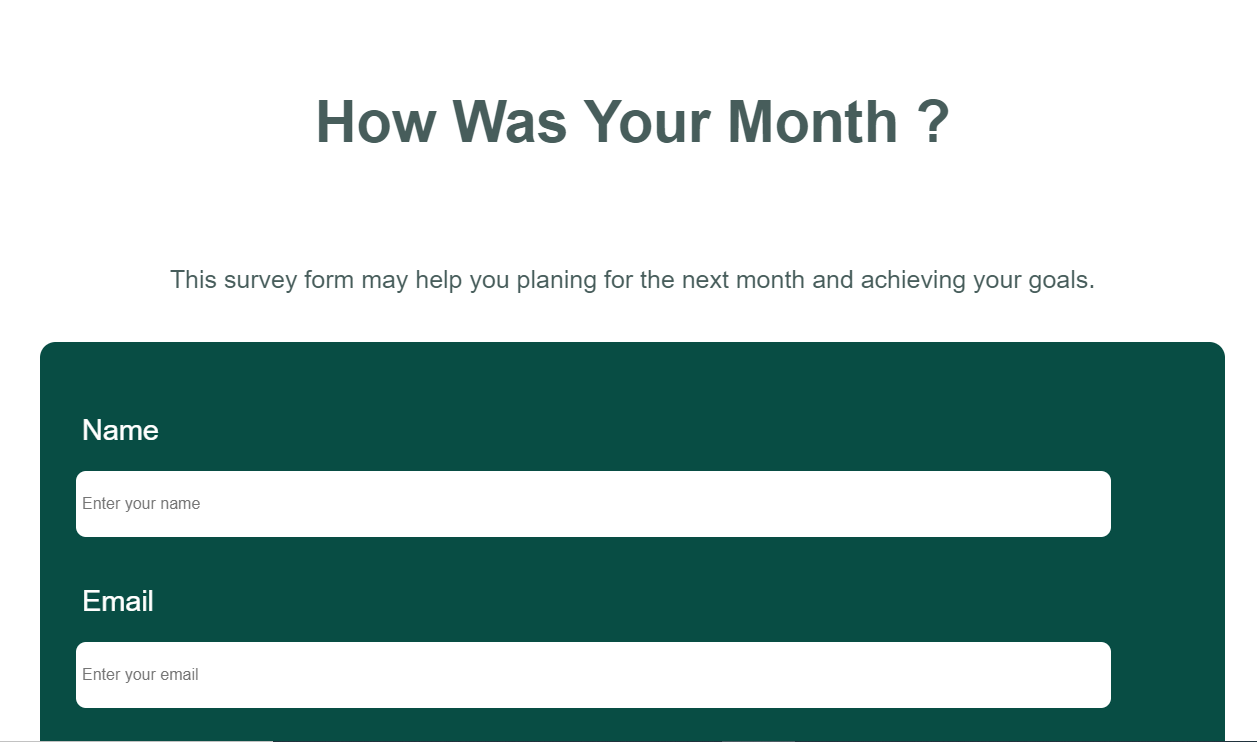 How Was Your Month ?
This survey form may help you planing for the next month and achieving your goals.
Name
Enter your name
Email
Enter your email